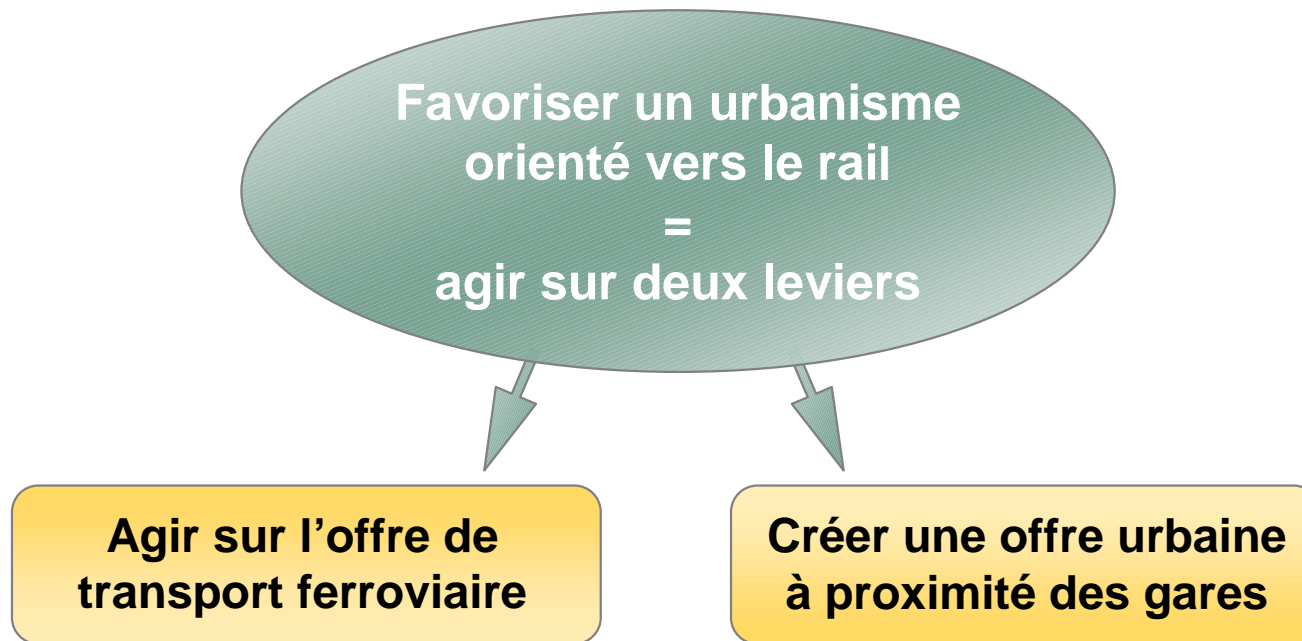 Favoriser un urbanisme
orienté vers le rail
=
agir sur deux leviers
Agir sur l’offre de
transport ferroviaire
Créer une offre urbaine
à proximité des gares